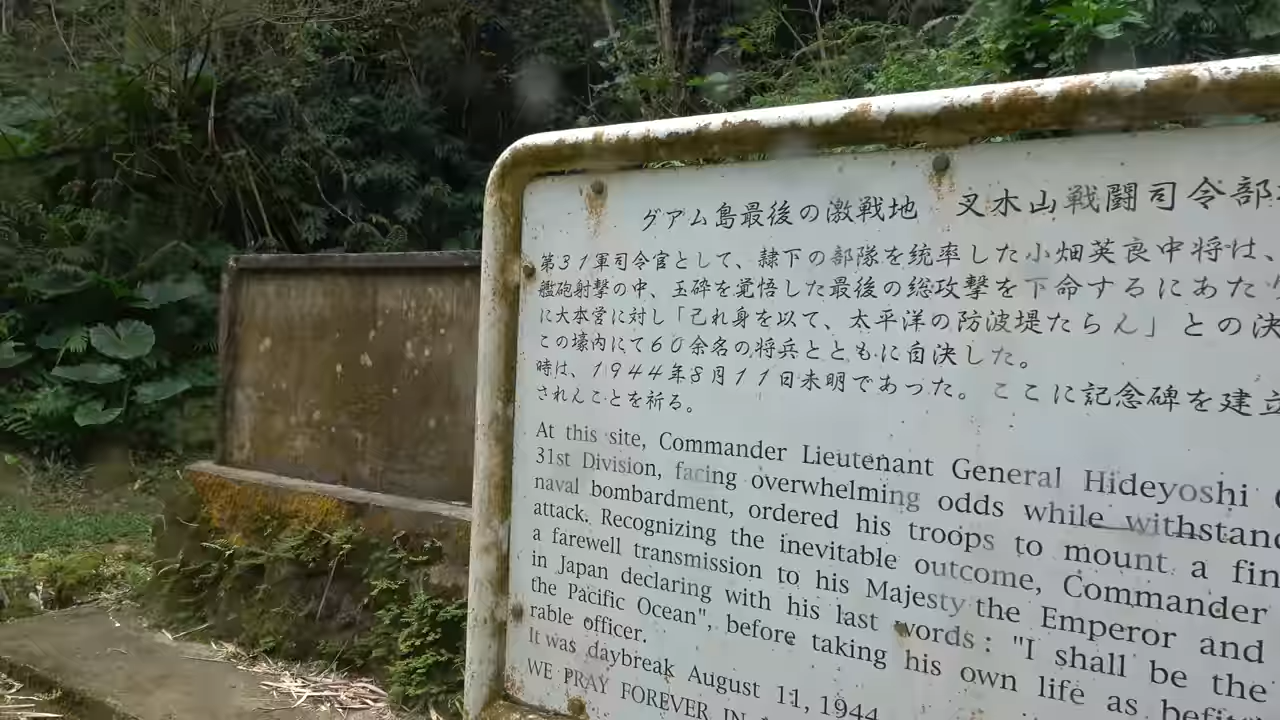 グアム島最後の激戦地　叉木山戦闘司令部
第31軍司令官として、隷下の部隊を統率した小畑英良中将は、
艦砲射撃の中、玉砕を覚悟した最後の総攻撃を下命するにあた
に大本営に対し「己れ身を以て、太平洋の防波堤たらん」との決
この壕内にて60余名の将兵とともに自決した。
時は、1944年8月11日未明であった。ここに記念碑を建立
されんことを祈る。
At this site, Commander Lieutenant General Hideyoshi
31st Division, facing overwhelming odds while withstand
naval bombardment, ordered his troops to mount a fin
attack. Recognizing the inevitable outcome, Commander
a farewell transmission to his Majesty the Emperor and
in Japan declaring with his last words : "I shall be the
the Pacific Ocean", before taking his own life as befit
rable officer.
It was daybreak August 11, 1944
WE PRAY FOREVER IN